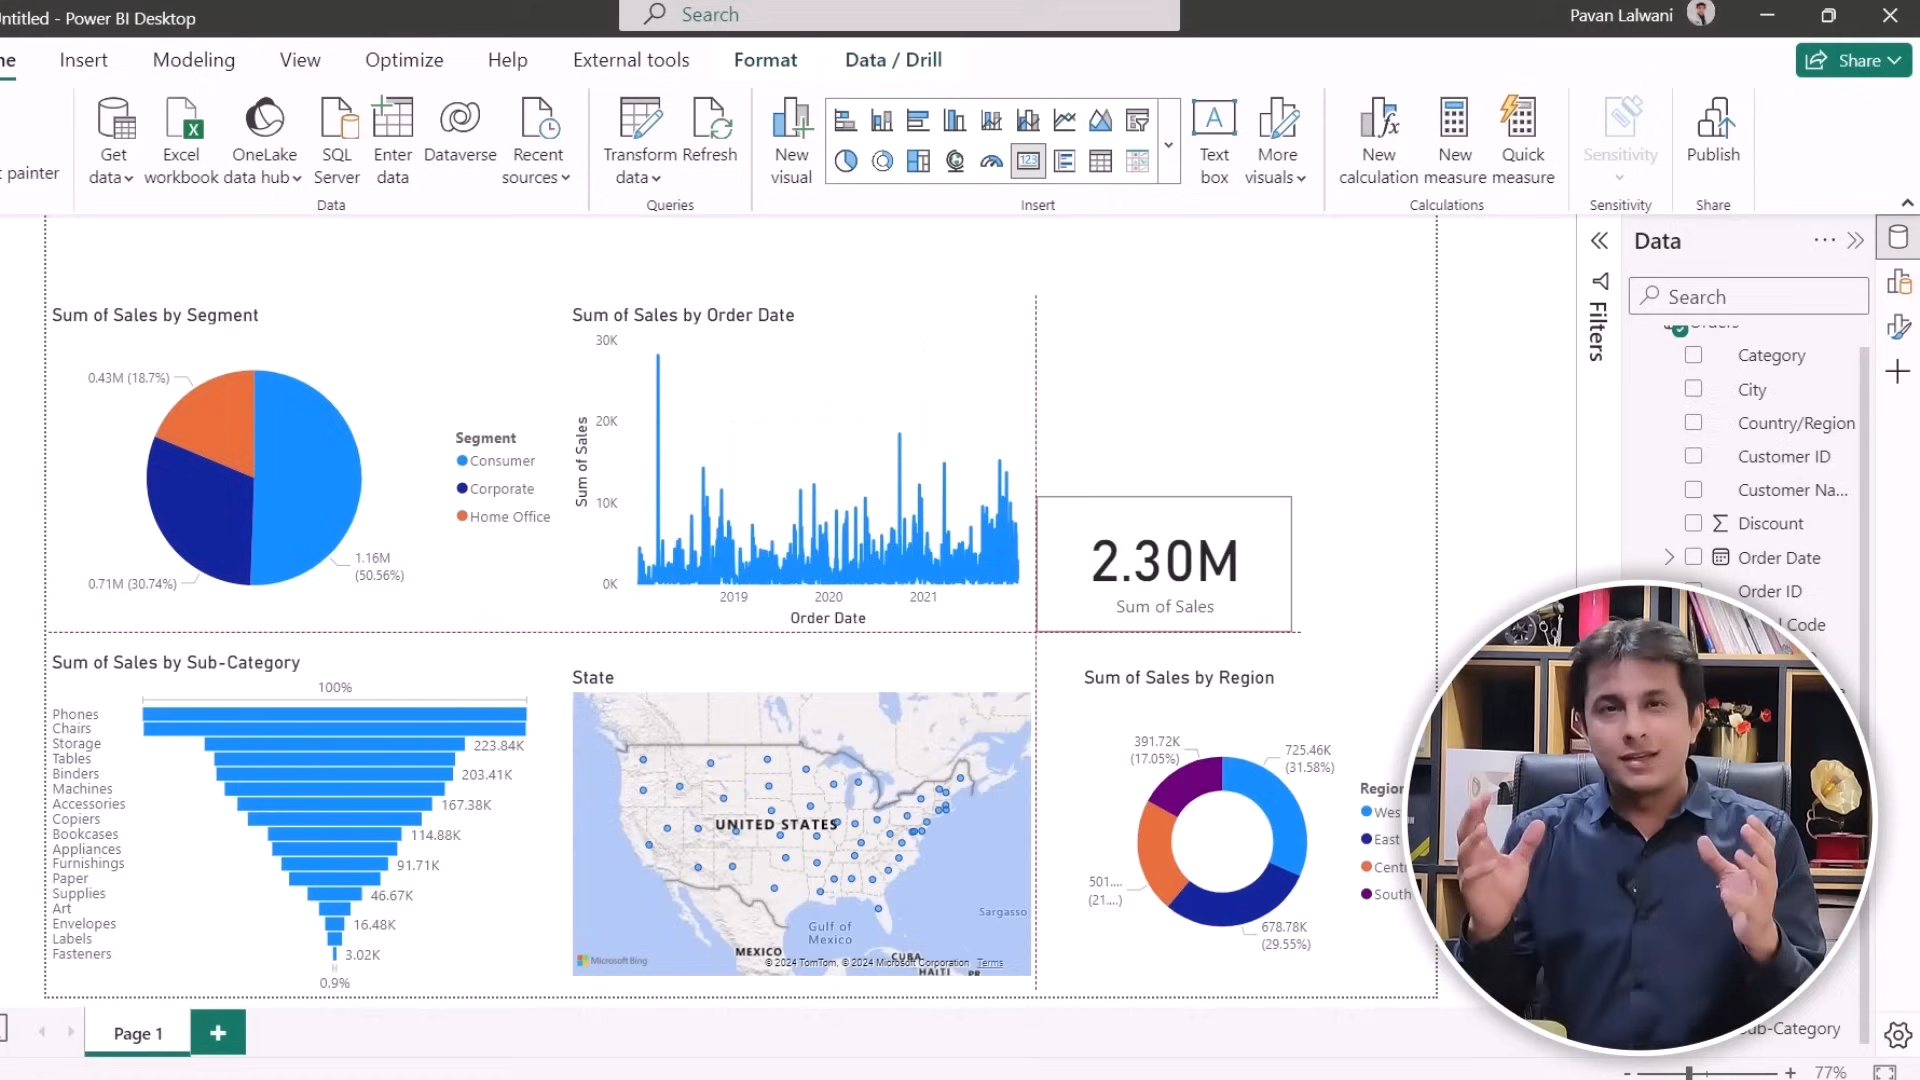 ntitled - Power BI Desktop
Search
Pavan Lalwani
Insert
Modeling
View
Optimize
Help
External tools
Format
Data / Drill
Share
painter
Get data
Excel workbook
OneLake data hub
SQL Server
Enter data
Dataverse
Recent sources
Data
Transform data
Refresh
Queries
New visual
123
Insert
A
Text box
More visuals
New calculation
New measure
Quick measure
Calculations
Sensitivity
Sensitivity
Publish
Share
Sum of Sales by Segment
0.43M (18.7%)
0.71M (30.74%)
1.16M
(50.56%)
Segment
Consumer
Corporate
Home Office
Sum of Sales by Order Date
30K
20K
10K
0K
Sum of Sales
2019
2020
2021
Order Date
2.30M
Sum of Sales
Sum of Sales by Sub-Category
100%
Phones
Chairs
Storage
223.84K
Tables
Binders
203.41K
Machines
Accessories
167.38K
Copiers
Bookcases
114.88K
Appliances
Furnishings
91.71K
Paper
Supplies
46.67K
Art
Envelopes
16.48K
Labels
Fasteners
3.02K
0.9%
State
UNITED STATES
Gulf of
Mexico
Sargasso
MEXICO
CUBA
HAITI
PR
Microsoft Bing
© 2024 TomTom, © 2024 Microsoft Corporation
Terms
Sum of Sales by Region
391.72K
(17.05%)
725.46K
(31.58%)
501....
(21....)
678.78K
(29.55%)
Region
Wes
East
Cent
South
Filters
Data
Search
Orders
Category
City
Country/Region
Customer ID
Customer Na...
Discount
Order Date
Order ID
Code
ub-Category
Page 1
77%